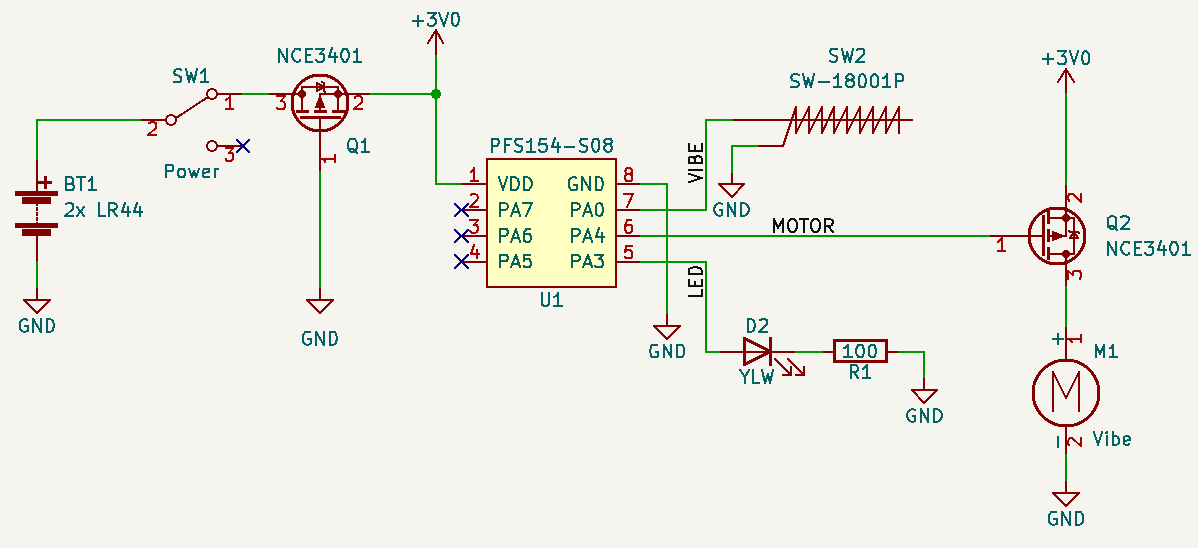 +3V0
NCE3401
SW1
1
2
3
Power
3
2
Q1
1
BT1
+
2x LR44
GND
GND
PFS154-S08
1
VDD
GND
8
2
PA7
PA0
7
3
PA6
PA4
6
4
PA5
PA3
5
U1
VIBE
SW2
SW-18001P
GND
MOTOR
LED
GND
D2
YLW
100
R1
GND
+3V0
2
Q2
1
NCE3401
3
+
1
M1
M
Vibe
-
2
GND